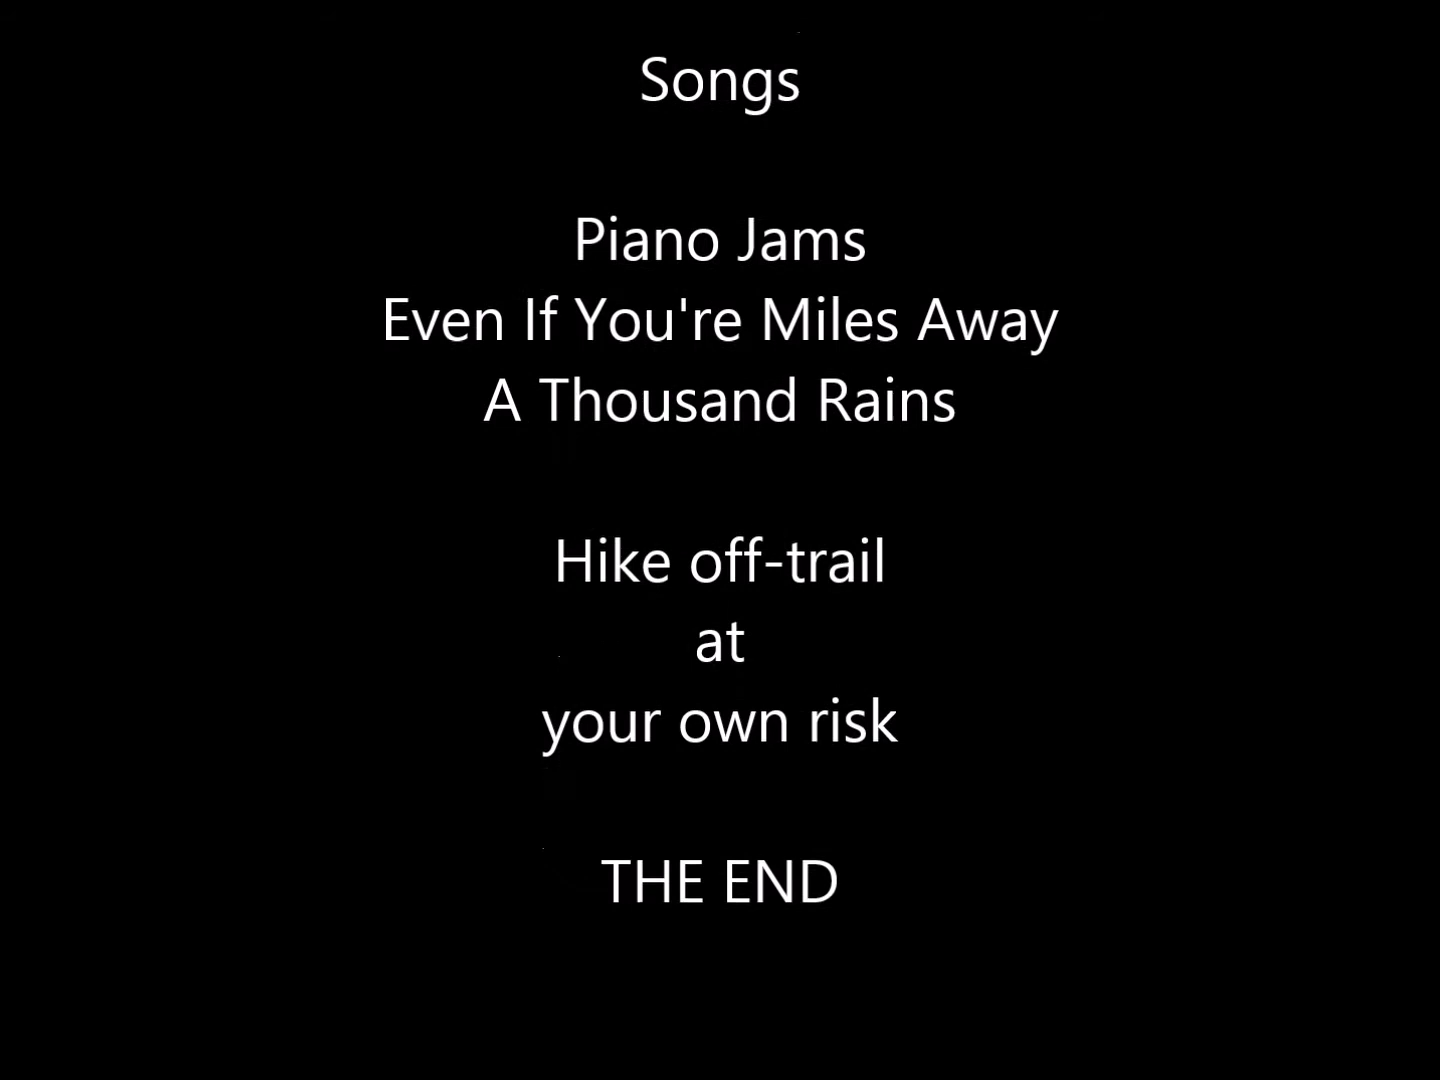 Songs
Piano Jams
Even If You're Miles Away
A Thousand Rains
Hike off-trail
at
your own risk
THE END